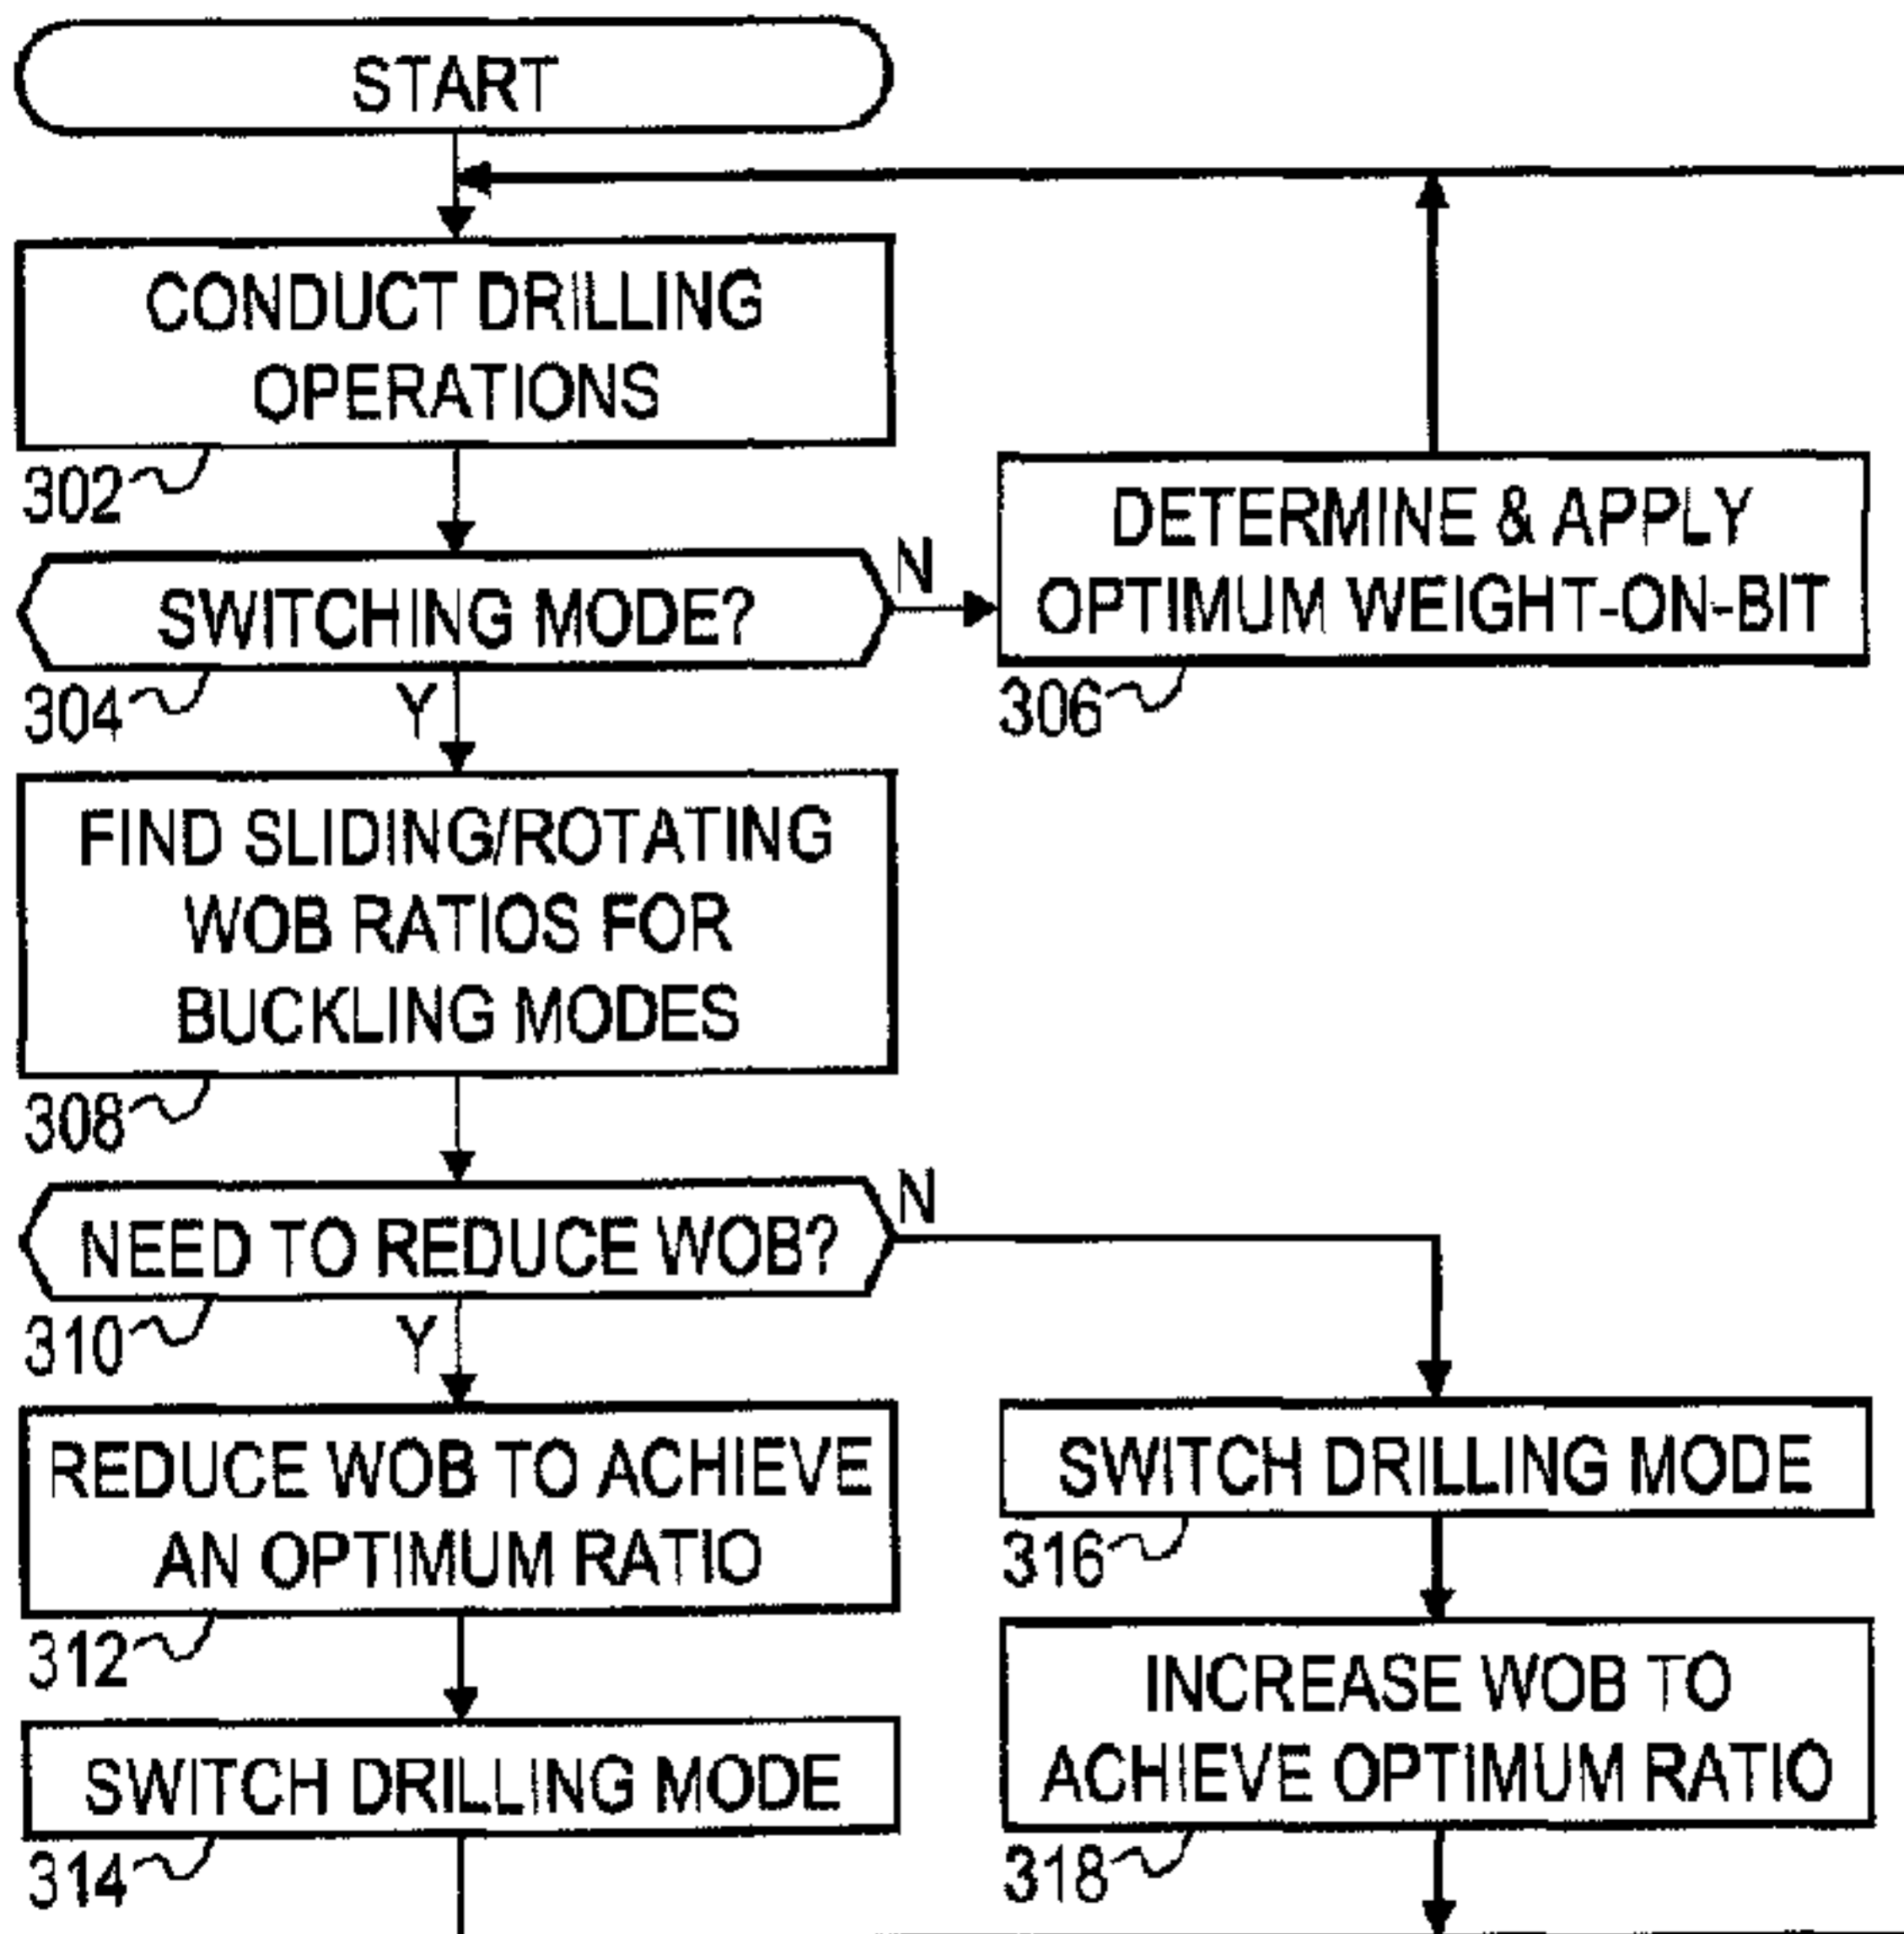 START
CONDUCT DRILLING
OPERATIONS
302
SWITCHING MODE?
N
304
Y
DETERMINE & APPLY
OPTIMUM WEIGHT-ON-BIT
306
FIND SLIDING/ROTATING
WOB RATIOS FOR
BUCKLING MODES
308
NEED TO REDUCE WOB?
N
310
Y
REDUCE WOB TO ACHIEVE
AN OPTIMUM RATIO
312
SWITCH DRILLING MODE
314
SWITCH DRILLING MODE
316
INCREASE WOB TO
ACHIEVE OPTIMUM RATIO
318